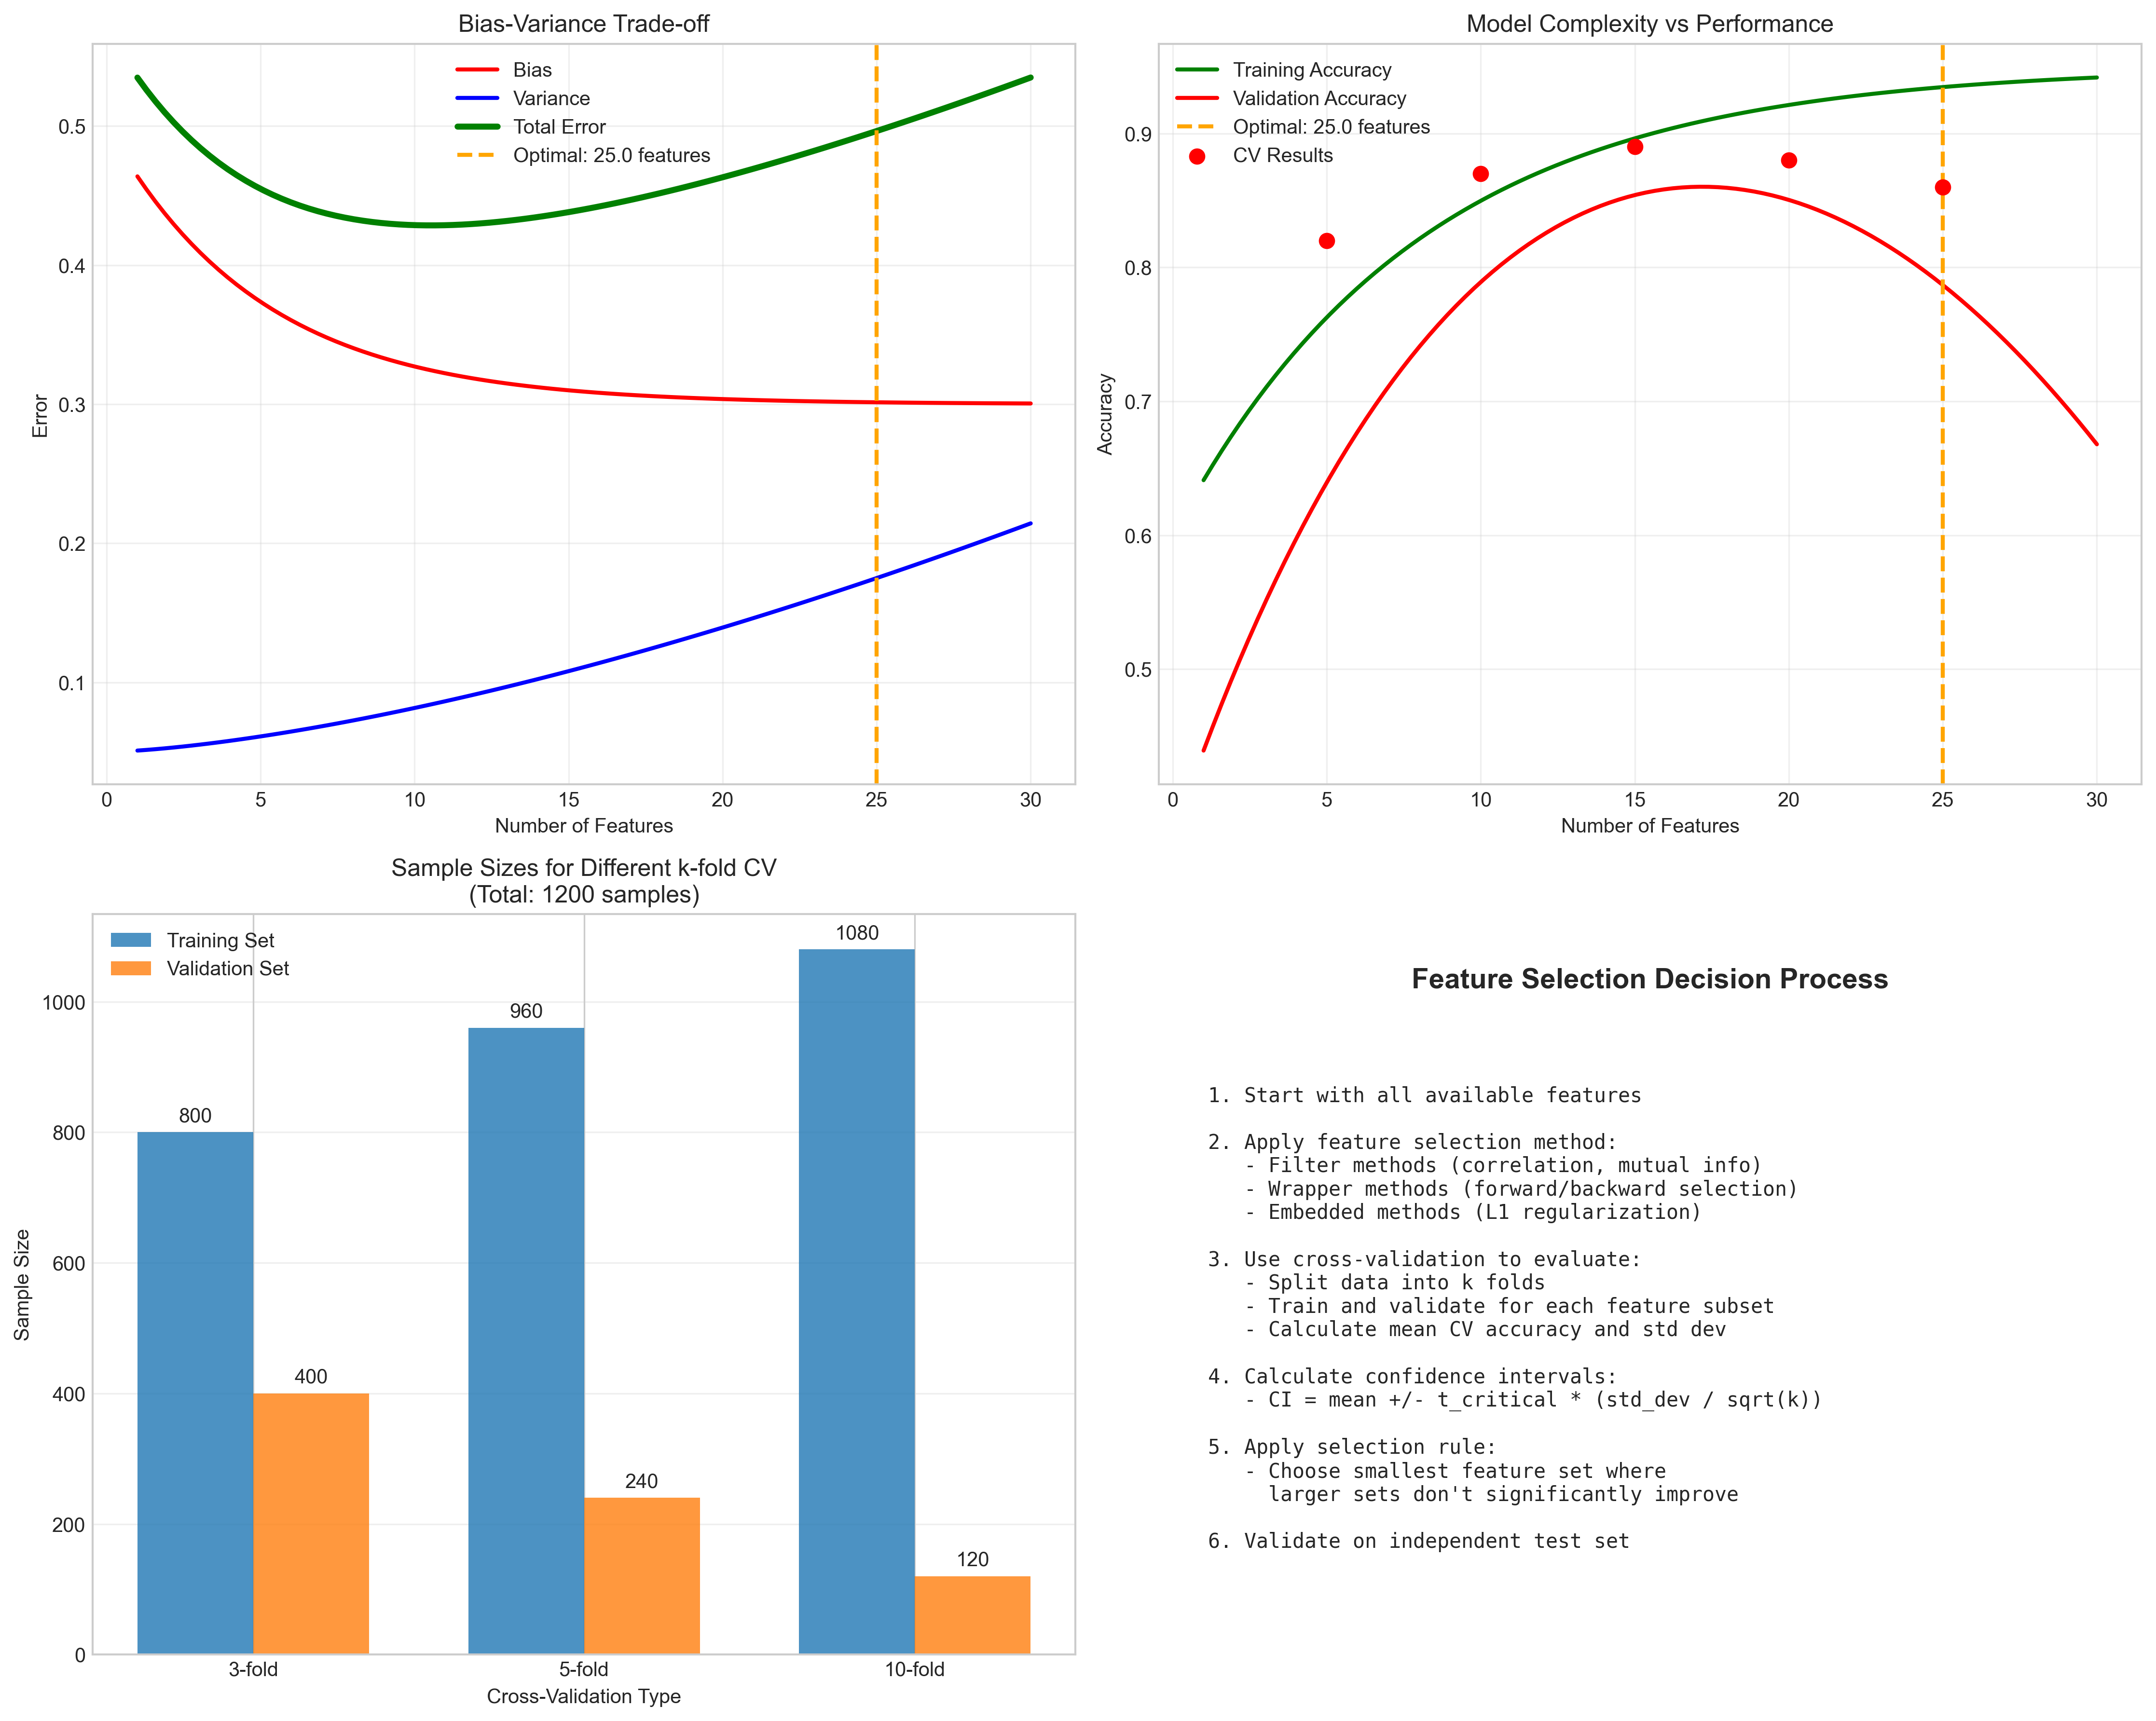 Bias-Variance Trade-off
Bias
Variance
Total Error
Optimal: 25.0 features
0.5
0.4
0.3
0.2
0.1
Error
0 5 10 15 20 25 30
Number of Features
Model Complexity vs Performance
Training Accuracy
Validation Accuracy
Optimal: 25.0 features
CV Results
0.9
0.8
0.7
0.6
0.5
Accuracy
0 5 10 15 20 25 30
Number of Features
Sample Sizes for Different k-fold CV
(Total: 1200 samples)
Training Set
Validation Set
1000
800
600
400
200
0
Sample Size
800
400
960
240
1080
120
3-fold 5-fold 10-fold
Cross-Validation Type
Feature Selection Decision Process
1. Start with all available features
2. Apply feature selection method:
- Filter methods (correlation, mutual info)
- Wrapper methods (forward/backward selection)
- Embedded methods (L1 regularization)
3. Use cross-validation to evaluate:
- Split data into k folds
- Train and validate for each feature subset
- Calculate mean CV accuracy and std dev
4. Calculate confidence intervals:
- CI = mean +/- t_critical * (std_dev / sqrt(k))
5. Apply selection rule:
- Choose smallest feature set where
larger sets don't significantly improve
6. Validate on independent test set